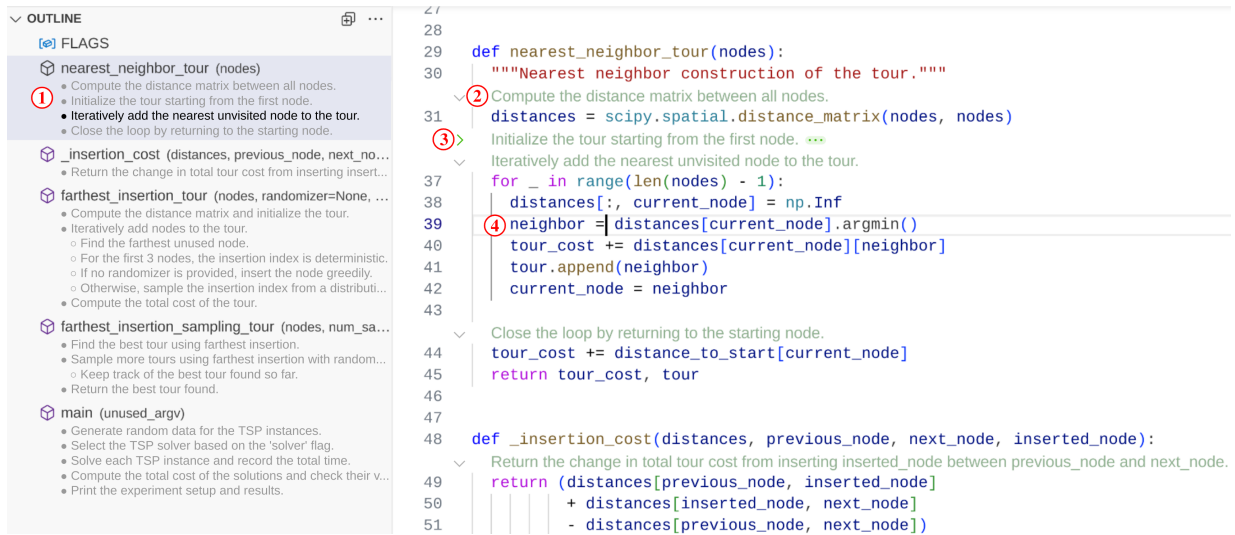 OUTLINE
FLAGS
nearest_neighbor_tour (nodes)
● Compute the distance matrix between all nodes.
1
● Initialize the tour starting from the first node.
● Iteratively add the nearest unvisited node to the tour.
● Close the loop by returning to the starting node.
_insertion_cost (distances, previous_node, next_no...
● Return the change in total tour cost from inserting insert...
farthest_insertion_tour (nodes, randomizer=None, ...
● Compute the distance matrix and initialize the tour.
● Iteratively add nodes to the tour.
○ Find the farthest unused node.
○ For the first 3 nodes, the insertion index is deterministic.
○ If no randomizer is provided, insert the node greedily.
○ Otherwise, sample the insertion index from a distributi...
● Compute the total cost of the tour.
farthest_insertion_sampling_tour (nodes, num_sa...
● Find the best tour using farthest insertion.
● Sample more tours using farthest insertion with random...
○ Keep track of the best tour found so far.
● Return the best tour found.
main (unused_argv)
● Generate random data for the TSP instances.
● Select the TSP solver based on the 'solver' flag.
● Solve each TSP instance and record the total time.
● Compute the total cost of the solutions and check their v...
● Print the experiment setup and results.
27
28
29 def nearest_neighbor_tour(nodes):
30 """Nearest neighbor construction of the tour."""
2 Compute the distance matrix between all nodes.
31 distances = scipy.spatial.distance_matrix(nodes, nodes)
3 Initialize the tour starting from the first node. ...
Iteratively add the nearest unvisited node to the tour.
37 for _ in range(len(nodes) - 1):
38 distances[:, current_node] = np.Inf
39 4 neighbor = distances[current_node].argmin()
40 tour_cost += distances[current_node][neighbor]
41 tour.append(neighbor)
42 current_node = neighbor
43
Close the loop by returning to the starting node.
44 tour_cost += distance_to_start[current_node]
45 return tour_cost, tour
46
47
48 def _insertion_cost(distances, previous_node, next_node, inserted_node):
Return the change in total tour cost from inserting inserted_node between previous_node and next_node.
49 return (distances[previous_node, inserted_node]
50 + distances[inserted_node, next_node]
51 - distances[previous_node, next_node])